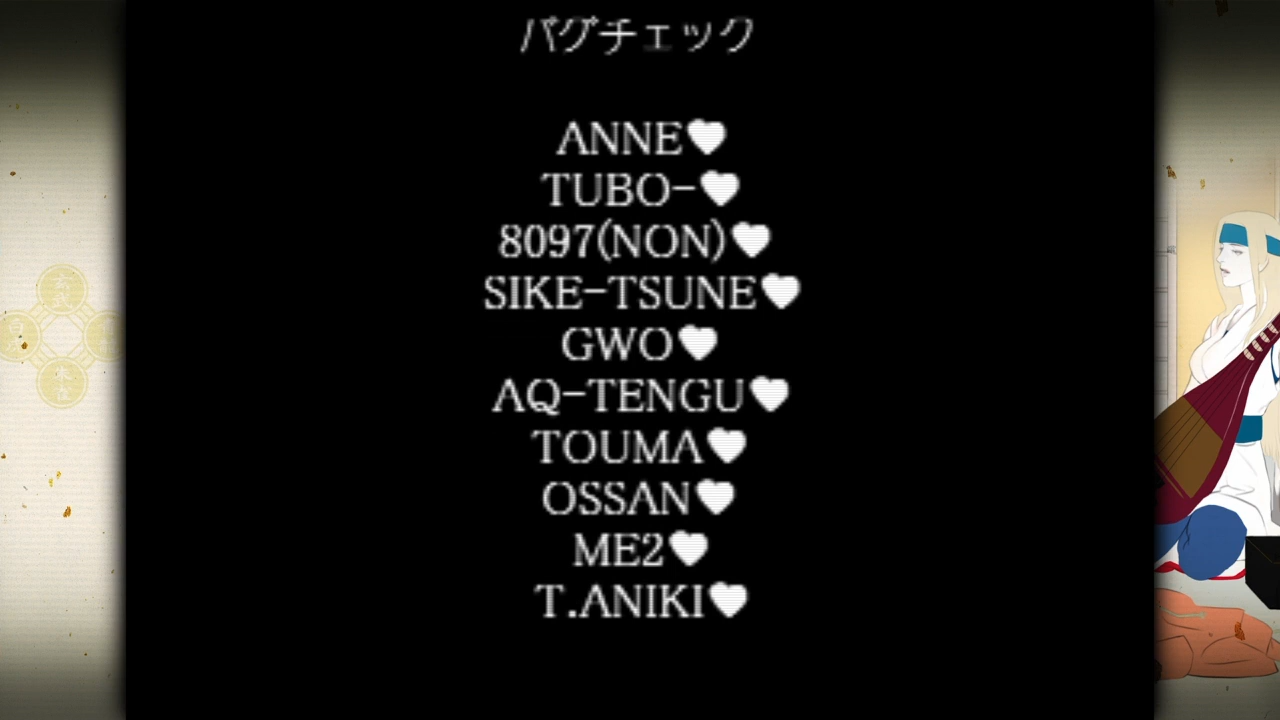 バグチェック
ANNE♥
TUBO-♥
8097(NON)♥
SIKE-TSUNE♥
GWO♥
AQ-TENGU♥
TOUMA♥
OSSAN♥
ME2♥
T.ANIKI♥